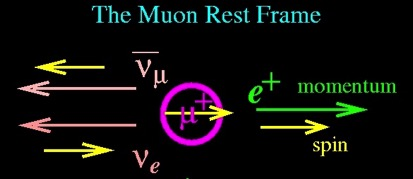 The Muon Rest Frame
ν̅μ
μ+
e+ momentum
spin
νe